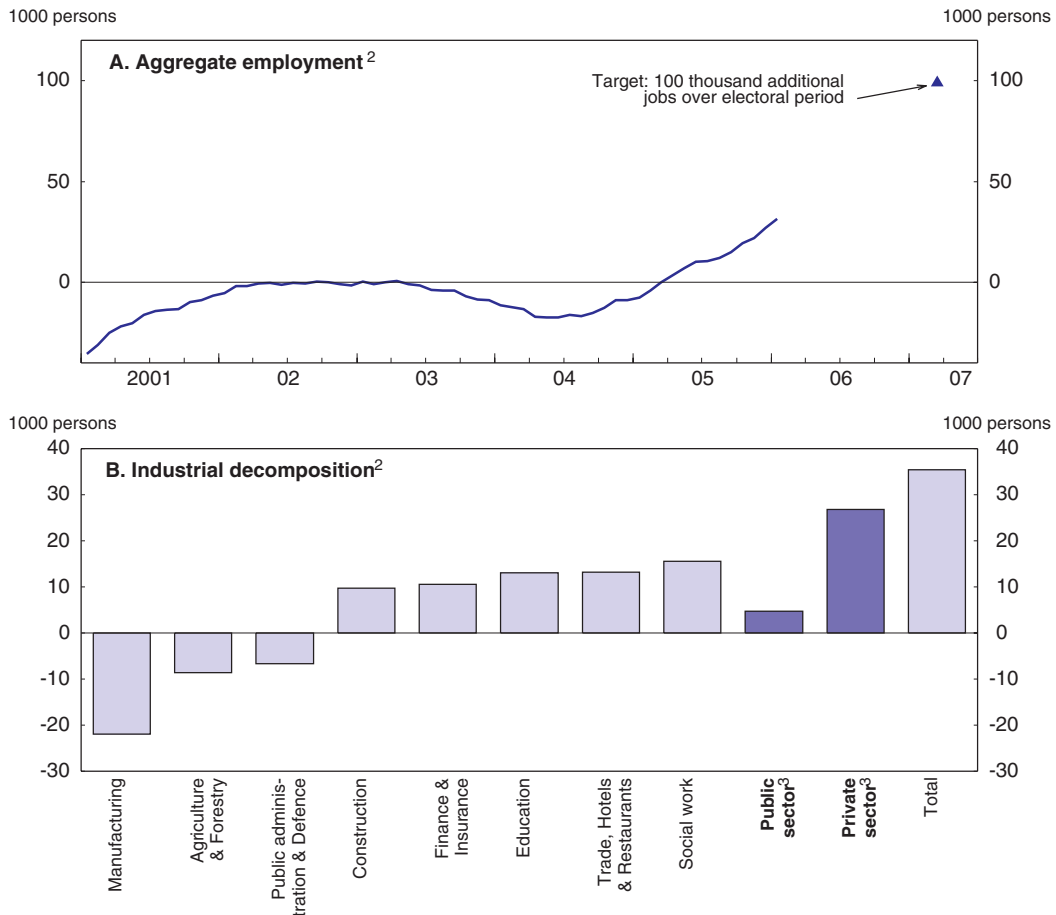 1000 persons
1000 persons
A. Aggregate employment 2
Target: 100 thousand additional
jobs over electoral period
100
100
50
50
0
0
2001
02
03
04
05
06
07
1000 persons
1000 persons
B. Industrial decomposition2
40
40
30
30
20
20
10
10
0
0
-10
-10
-20
-20
-30
-30
Manufacturing
Agriculture
& Forestry
Public adminis-
tration & Defence
Construction
Finance &
Insurance
Education
Trade, Hotels
& Restaurants
Social work
Public
sector3
Private
sector3
Total